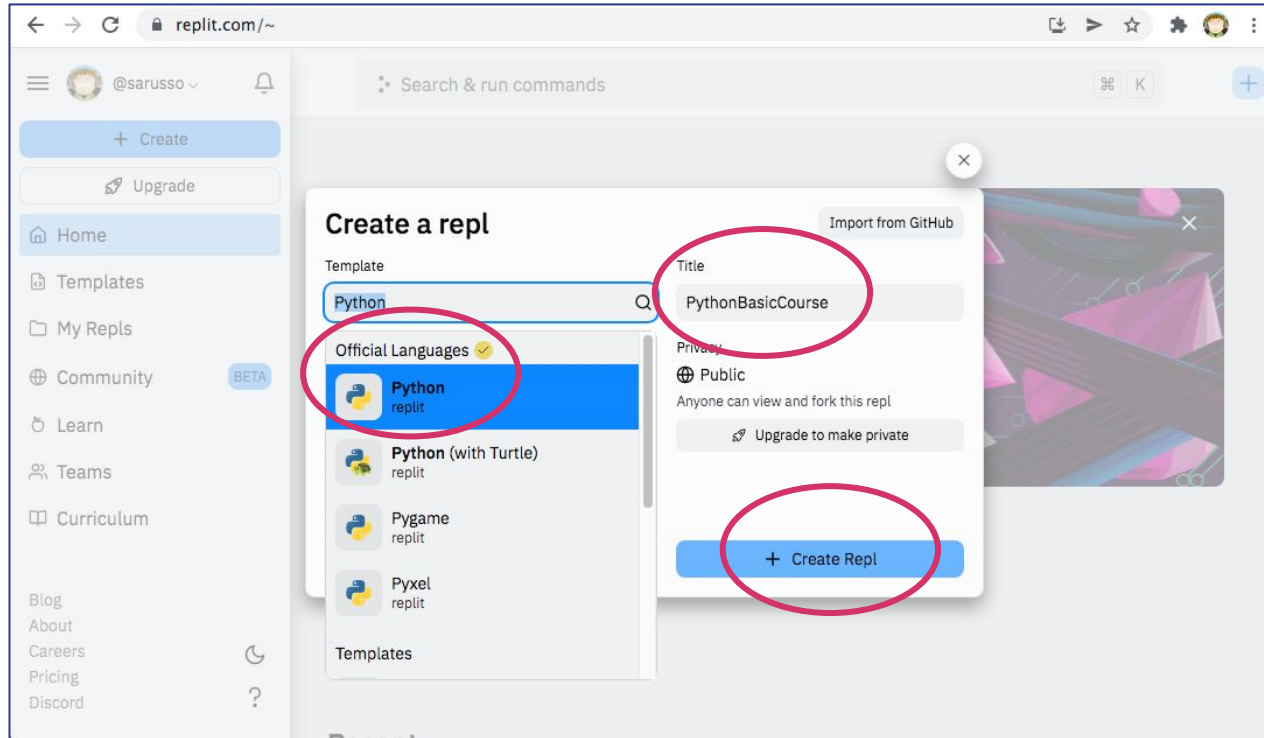 replit.com/~
@sarusso
Search & run commands
⌘ K
+ Create
Upgrade
Home
Templates
My Repls
Community BETA
Learn
Teams
Curriculum
Blog
About
Careers
Pricing
Discord
?
Create a repl
Import from GitHub
Template
Python
Official Languages
Python
replit
Python (with Turtle)
replit
Pygame
replit
Pyxel
replit
Templates
Title
PythonBasicCourse
Privacy
Public
Anyone can view and fork this repl
Upgrade to make private
+ Create Repl